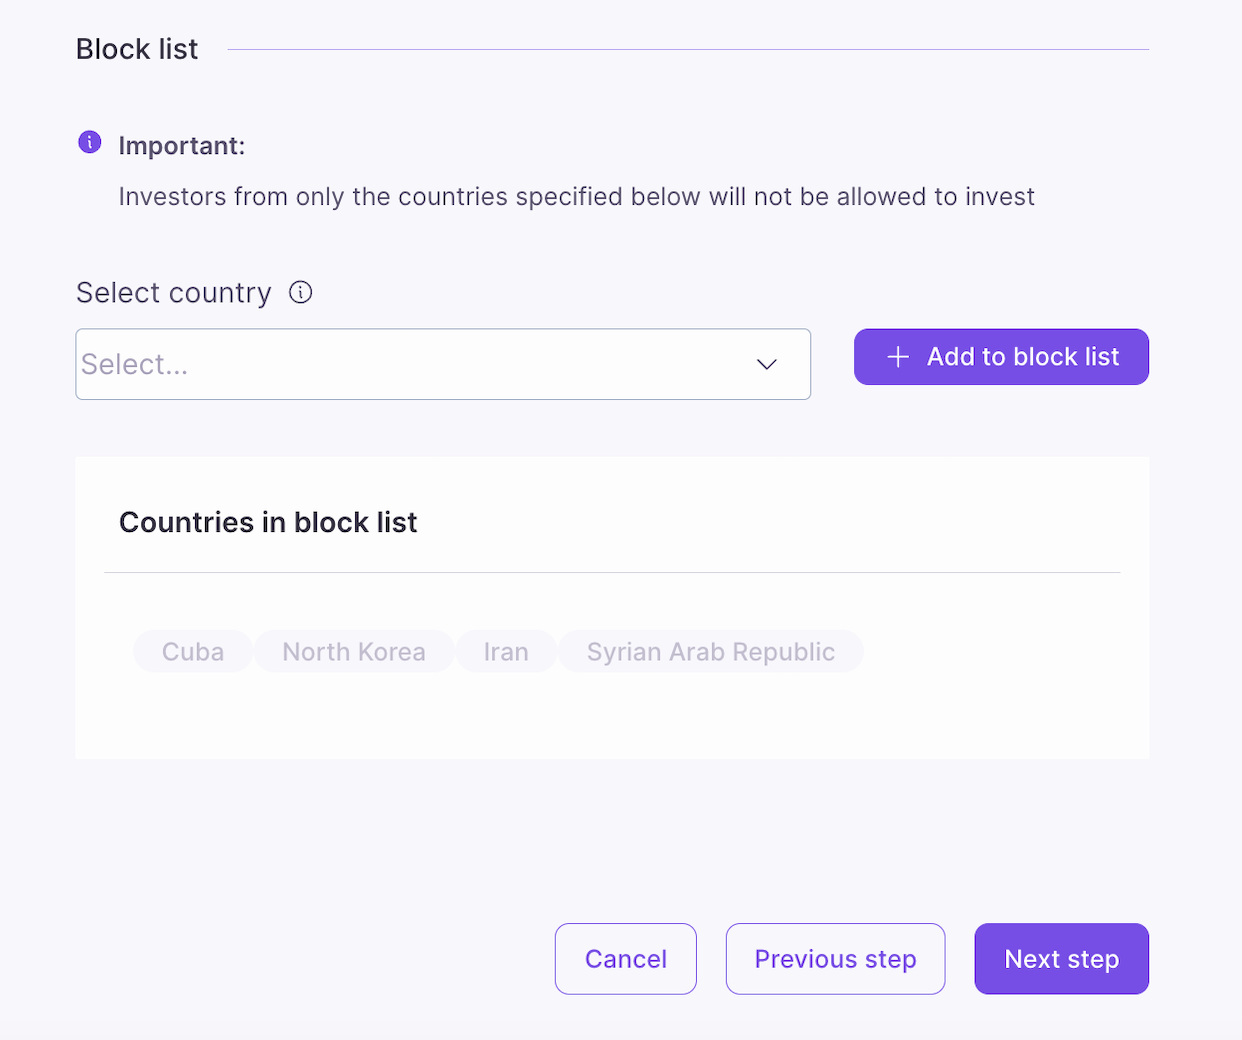 Block list
Important:
Investors from only the countries specified below will not be allowed to invest
Select country
Select...
+ Add to block list
Countries in block list
Cuba North Korea Iran Syrian Arab Republic
Cancel Previous step Next step